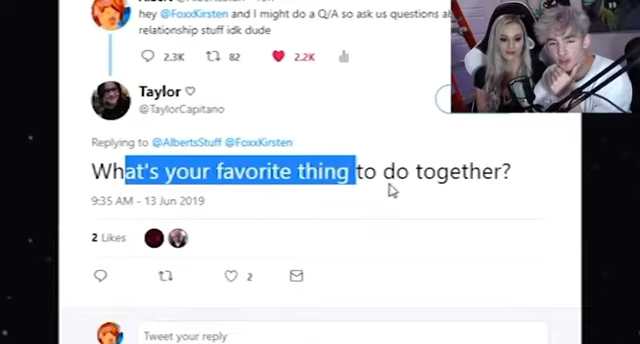 hey @FoxxKirsten and I might do a Q/A so ask us questions
relationship stuff idk dude
2.3K 82 2.2K
Taylor ♡
@TaylorCapitano
Replying to @AlbertsStuff @FoxxKirsten
What's your favorite thing to do together?
9:35 AM - 13 Jun 2019
2 Likes
2
Tweet your reply